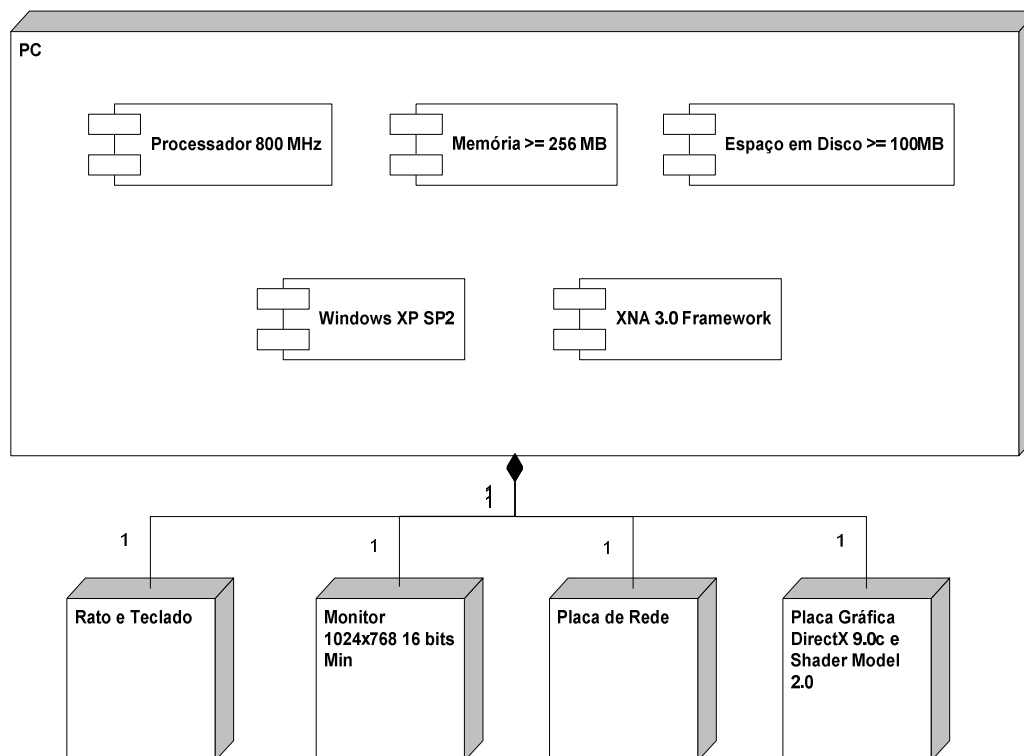 PC
Processador 800 MHz
Memória >= 256 MB
Espaço em Disco >= 100MB
Windows XP SP2
XNA 3.0 Framework
1
1
1
1
1
Rato e Teclado
Monitor
1024x768 16 bits
Min
Placa de Rede
Placa Gráfica
DirectX 9.0c e
Shader Model
2.0